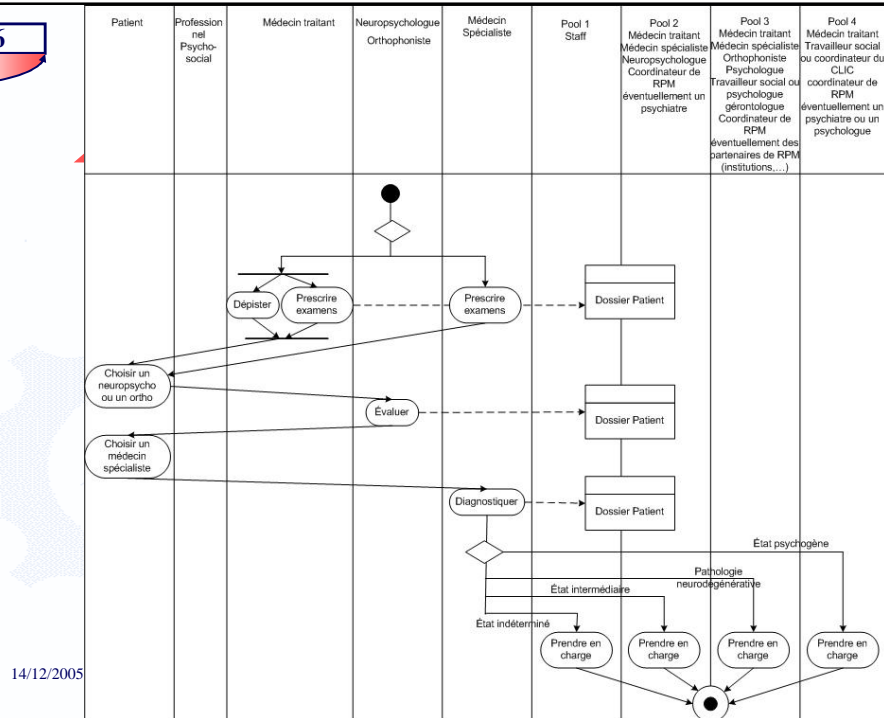 6
Patient
Profession
nel
Psycho-
social
Médecin traitant
Neuropsychologue
Orthophoniste
Médecin
Spécialiste
Pool 1
Staff
Pool 2
Médecin traitant
Médecin spécialiste
Neuropsychologue
Coordinateur de
RPM
éventuellement un
psychiatre
Pool 3
Médecin traitant
Médecin spécialiste
Orthophoniste
Psychologue
Travailleur social ou
psychologue
gérontologue
Coordinateur de
RPM
éventuellement des
partenaires de RPM
(institutions,...)
Pool 4
Médecin traitant
Travailleur social
ou coordinateur du
CLIC
coordinateur de
RPM
éventuellement un
psychiatre ou un
psychologue
Dépister
Prescrire
examens
Prescrire
examens
Dossier Patient
Choisir un
neuropsycho
ou un ortho
Évaluer
Dossier Patient
Choisir un
médecin
spécialiste
Diagnostiquer
Dossier Patient
État psychogène
Pathologie
neurodégénérative
État intermédiaire
État indéterminé
Prendre en
charge
Prendre en
charge
Prendre en
charge
Prendre en
charge
14/12/2005